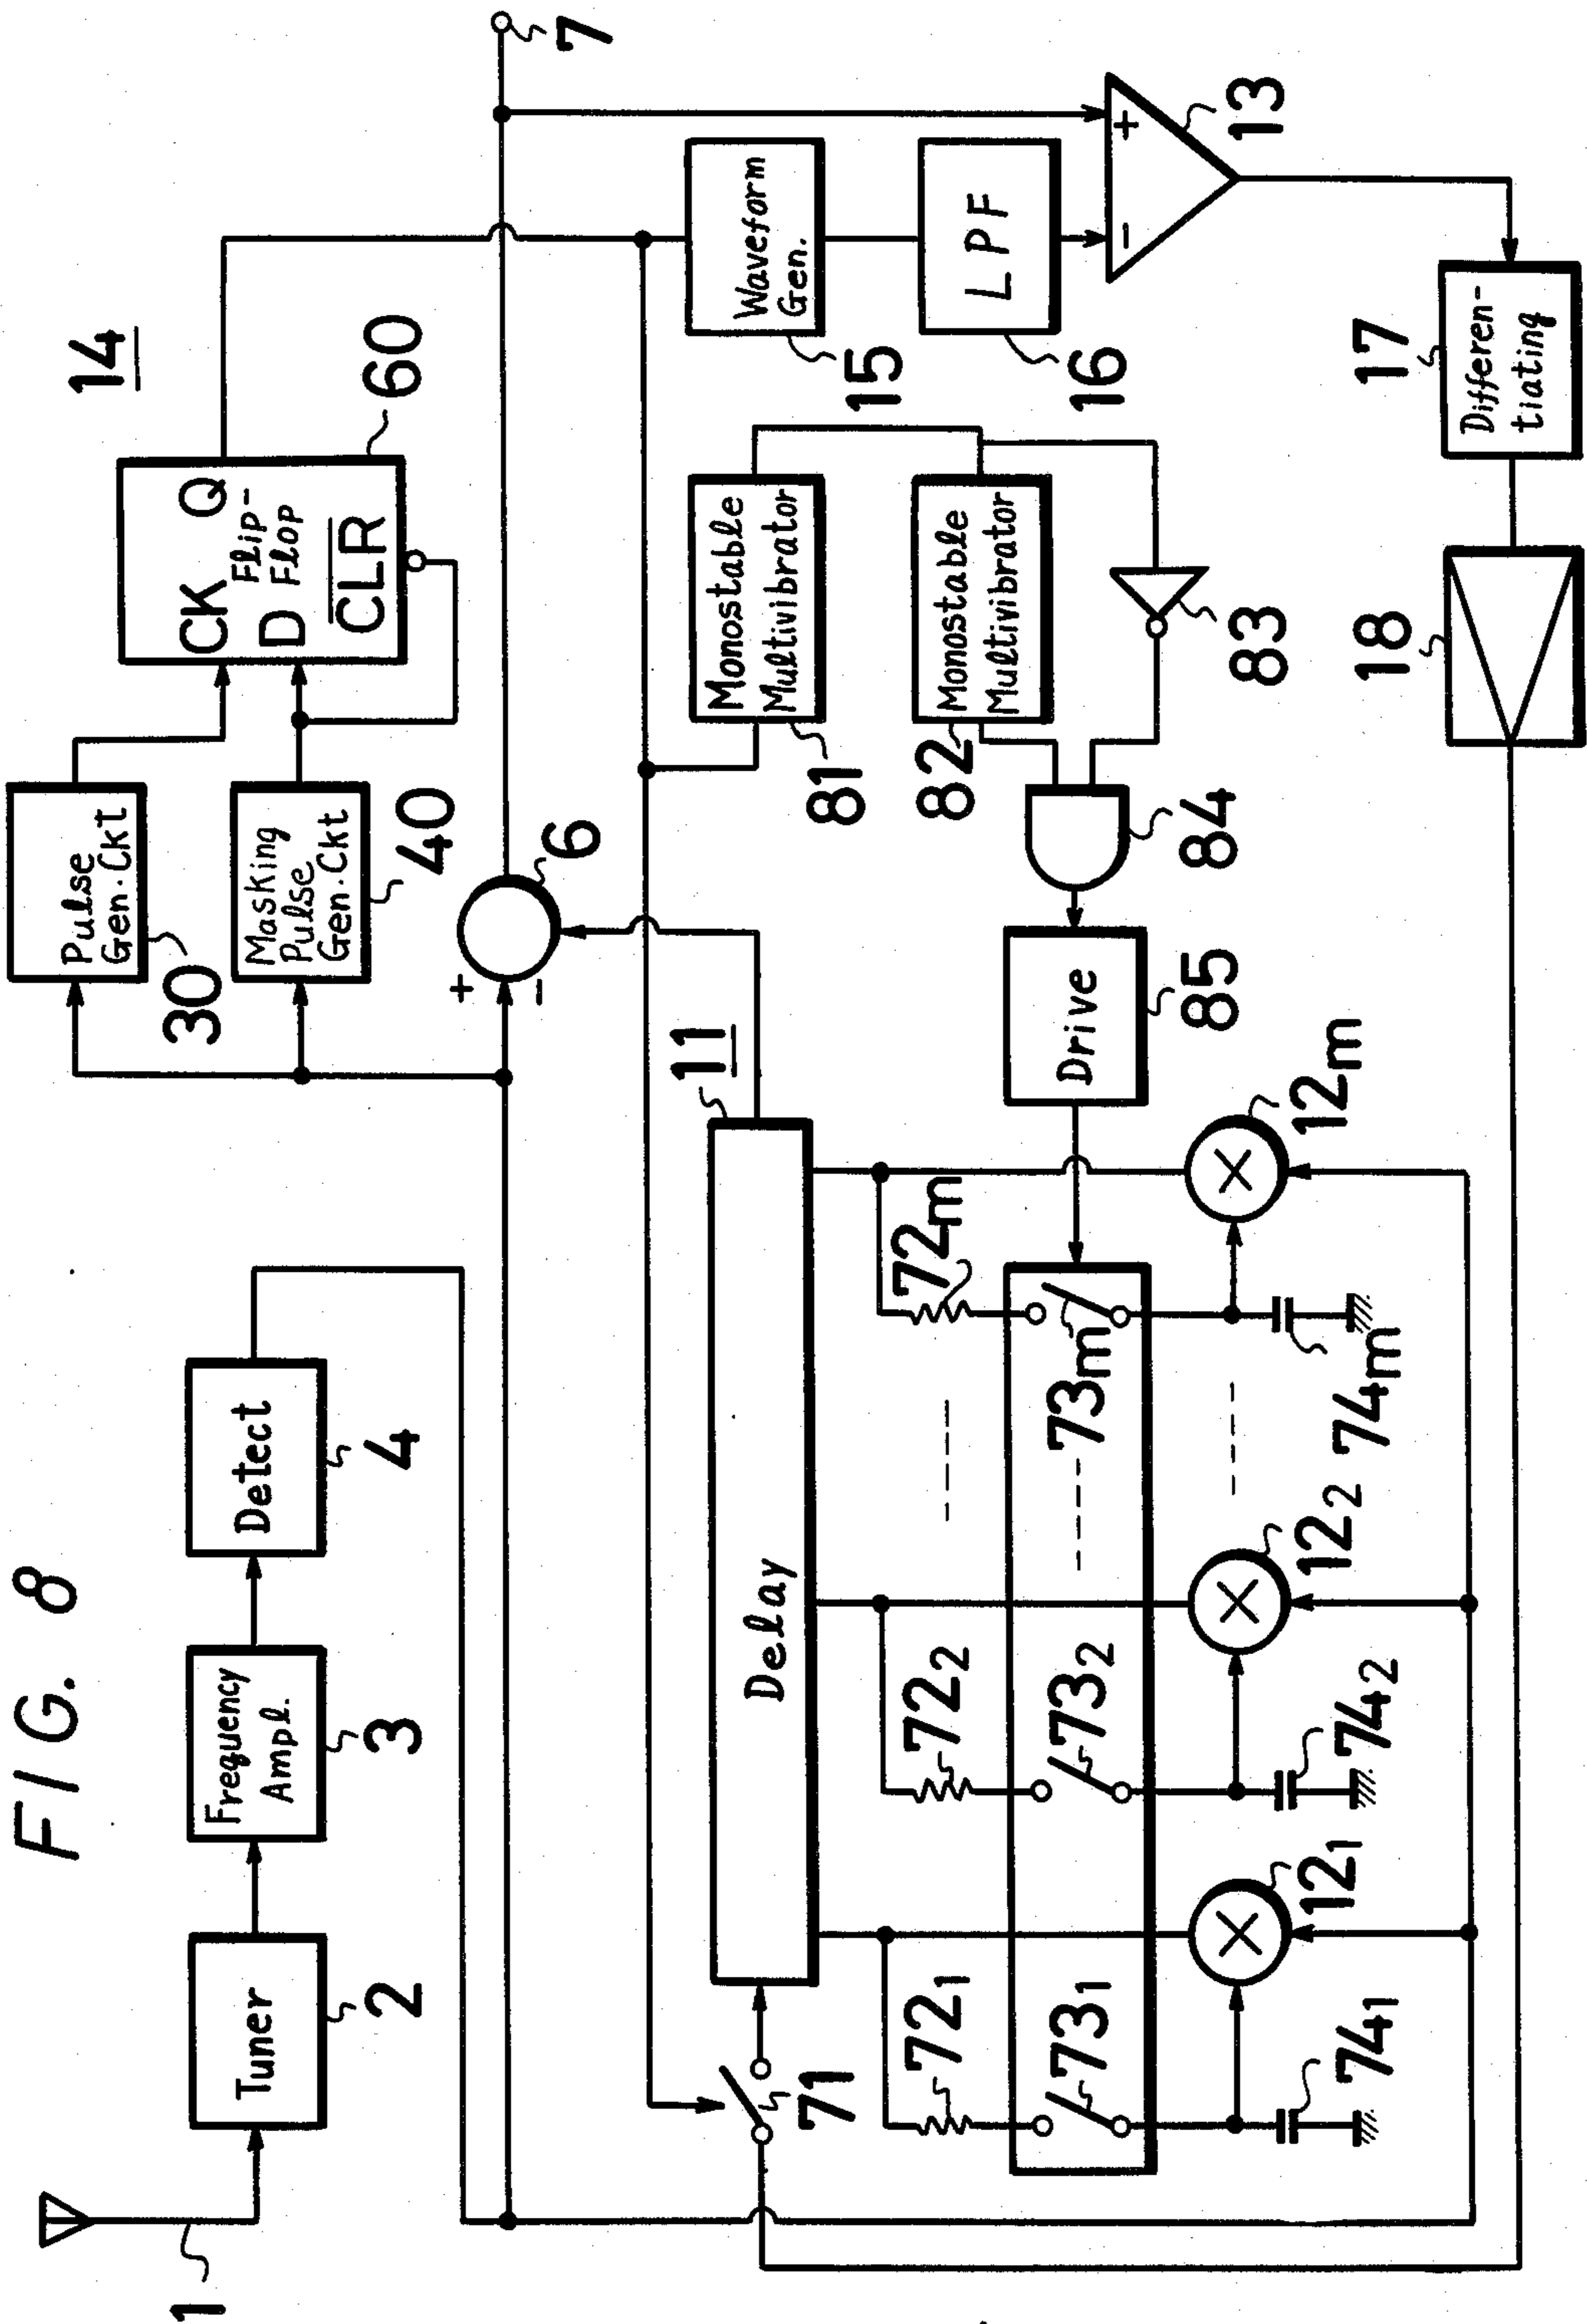 FIG. 8
1
Tuner
2
Frequency
Ampl.
3
Detect
4
Pulse
Gen.Ckt
30
Masking
Pulse
Gen.Ckt
40
14
CK Q
Flip-
D Flop
CLR
60
+
-
6
7
11
Delay
71
Monostable
Multivibrator
81
Monostable
Multivibrator
82
83
84
Drive
85
Waveform
Gen.
15
LPF
16
- +
13
72₁
72₂
72m
73₁
73₂
73m
74₁
74₂
74m
12₁
12₂
12m
Differen-
tiating
17
18